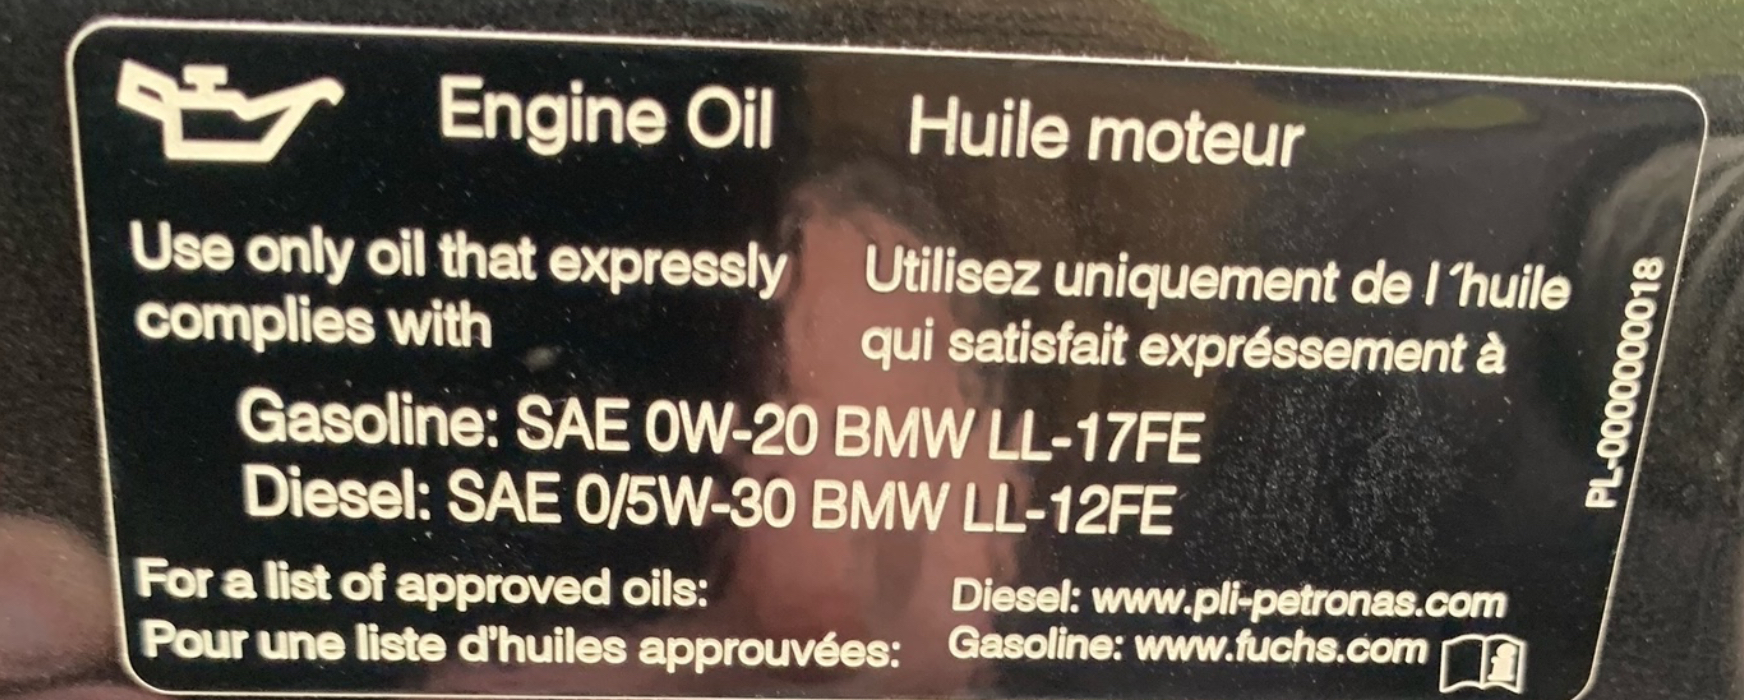 Engine Oil Huile moteur
Use only oil that expressly
complies with
Utilisez uniquement de l´huile
qui satisfait expréssement à
Gasoline: SAE 0W-20 BMW LL-17FE
Diesel: SAE 0/5W-30 BMW LL-12FE
For a list of approved oils:
Pour une liste d'huiles approuvées:
Diesel: www.pli-petronas.com
Gasoline: www.fuchs.com
PL-0000000018